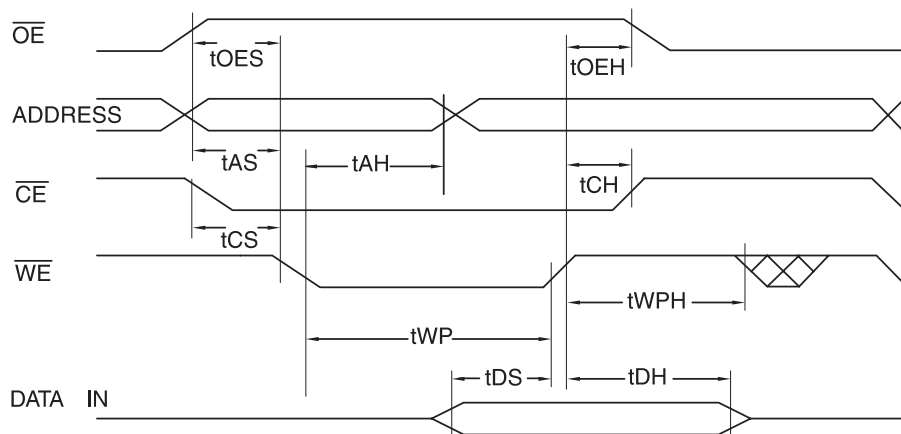 OE
tOES
tOEH
ADDRESS
tAS
tAH
tCH
CE
tCS
WE
tWPH
tWP
tDS
tDH
DATA IN